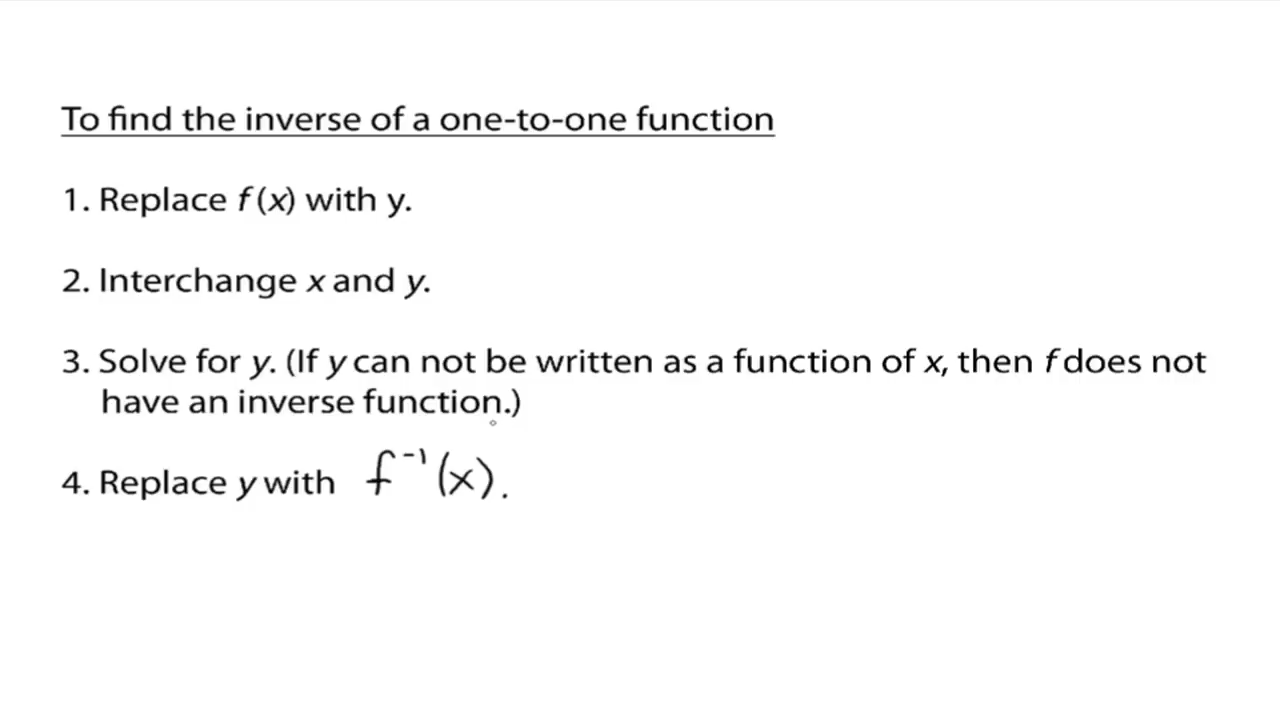 To find the inverse of a one-to-one function
1. Replace f(x) with y.
2. Interchange x and y.
3. Solve for y. (If y can not be written as a function of x, then f does not
have an inverse function.)
4. Replace y with f⁻¹(x).